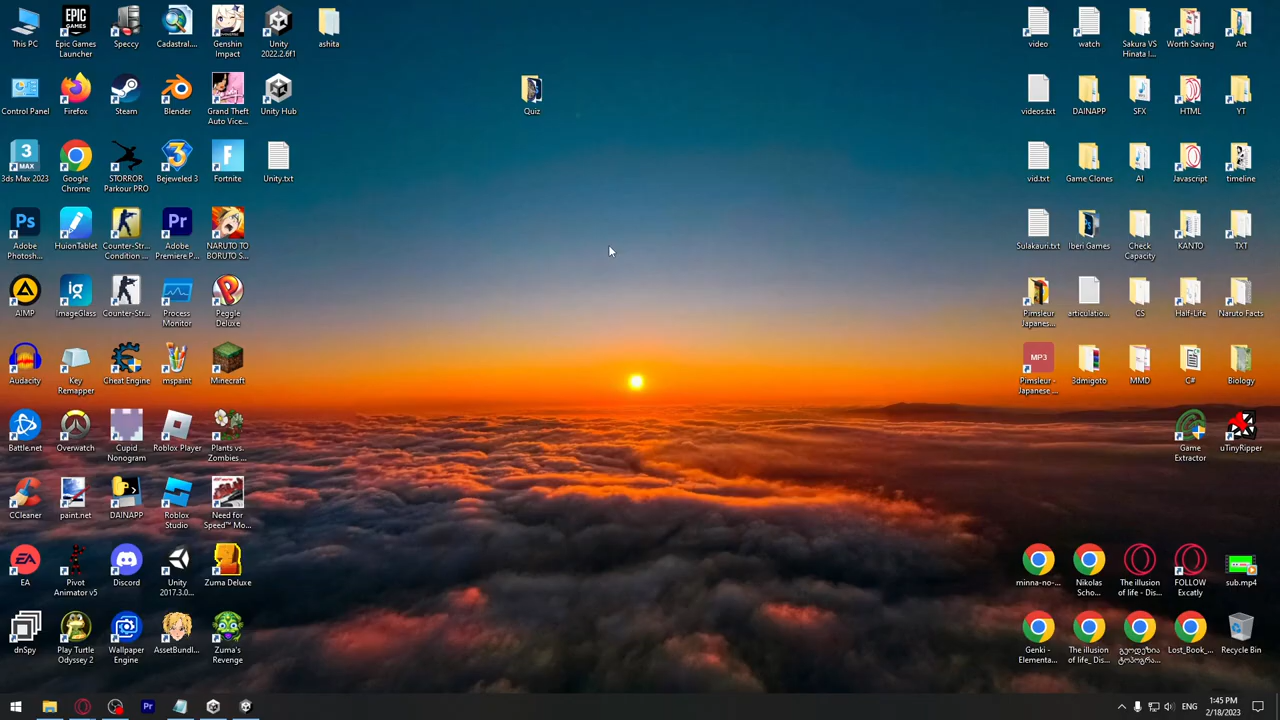 This PC
Epic Games
Launcher
Speccy
Cadastral....
Genshin
Impact
Unity
2022.2.6f1
ashita
Control Panel
Firefox
Steam
Blender
Grand Theft
Auto Vice...
Unity Hub
3ds Max 2023
Google
Chrome
STORROR
Parkour PRO
Bejeweled 3
Fortnite
Unity.txt
Adobe
Photosh...
HuionTablet
Counter-Str...
Condition ...
Adobe
Premiere P...
NARUTO TO
BORUTO S...
AIMP
ImageGlass
Counter-Str...
Process
Monitor
Peggle
Deluxe
Audacity
Key
Remapper
Cheat Engine
mspaint
Minecraft
Battle.net
Overwatch
Cupid
Nonogram
Roblox Player
Plants vs.
Zombies ...
CCleaner
paint.net
DAINAPP
Roblox
Studio
Need for
Speed™ Mo...
EA
Pivot
Animator v5
Discord
Unity
2017.3.0...
Zuma Deluxe
dnSpy
Play Turtle
Odyssey 2
Wallpaper
Engine
AssetBundl...
Zuma's
Revenge
Quiz
video
watch
Sakura VS
Hinata I...
Worth Saving
Art
videos.txt
DAINAPP
SFX
HTML
YT
vid.txt
Game Clones
AI
Javascript
timeline
Sulakauri.txt
Iberi Games
Check
Capacity
KANTO
TXT
Pimsleur
Japanes...
articulatio...
CS
Half-Life
Naruto Facts
MP3
Pimsleur -
Japanese ...
3dmigoto
MMD
C#
Biology
Game
Extractor
uTinyRipper
minna-no-...
Nikolas
Scho...
The illusion
of life - Dis...
FOLLOW
Excatly
sub.mp4
Genki -
Elementa...
The illusion
of life_ Dis...
გეოდეზია
ტოპოგრა...
Lost_Book_...
Recycle Bin
ENG
1:45 PM
2/18/2023